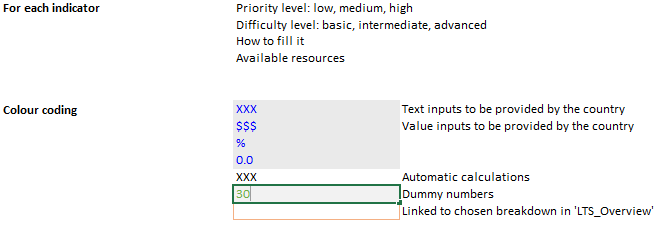 For each indicator Priority level: low, medium, high
Difficulty level: basic, intermediate, advanced
How to fill it
Available resources
Colour coding XXX Text inputs to be provided by the country
$$$ Value inputs to be provided by the country
%
0.0
XXX Automatic calculations
30 Dummy numbers
Linked to chosen breakdown in 'LTS_Overview'